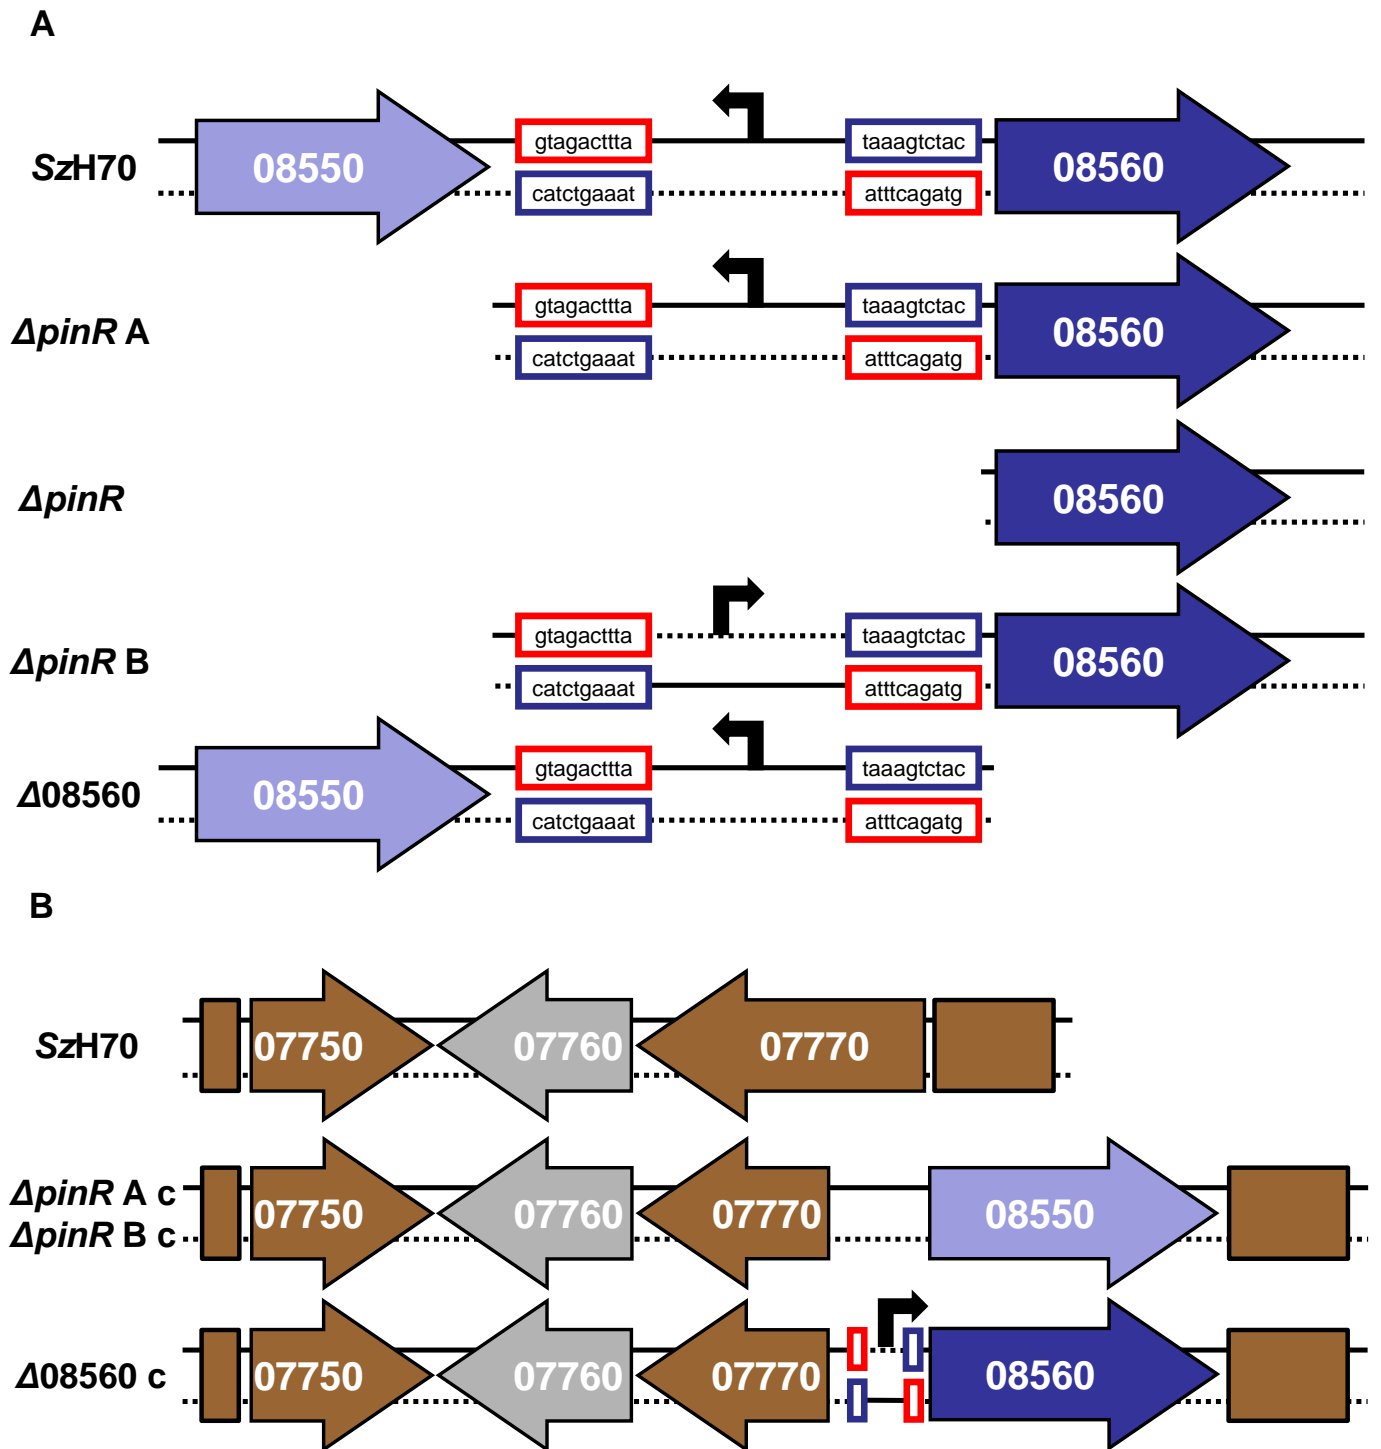 A
SzH70
08550
gtagacttta
taaagtctac
08560
catctgaaat
atttcagatg
ΔpinR A
gtagacttta
taaagtctac
08560
catctgaaat
atttcagatg
ΔpinR
08560
ΔpinR B
gtagacttta
taaagtctac
08560
catctgaaat
atttcagatg
Δ08560
08550
gtagacttta
taaagtctac
catctgaaat
atttcagatg
B
SzH70
07750
07760
07770
ΔpinR A c
ΔpinR B c
07750
07760
07770
08550
Δ08560 c
07750
07760
07770
08560